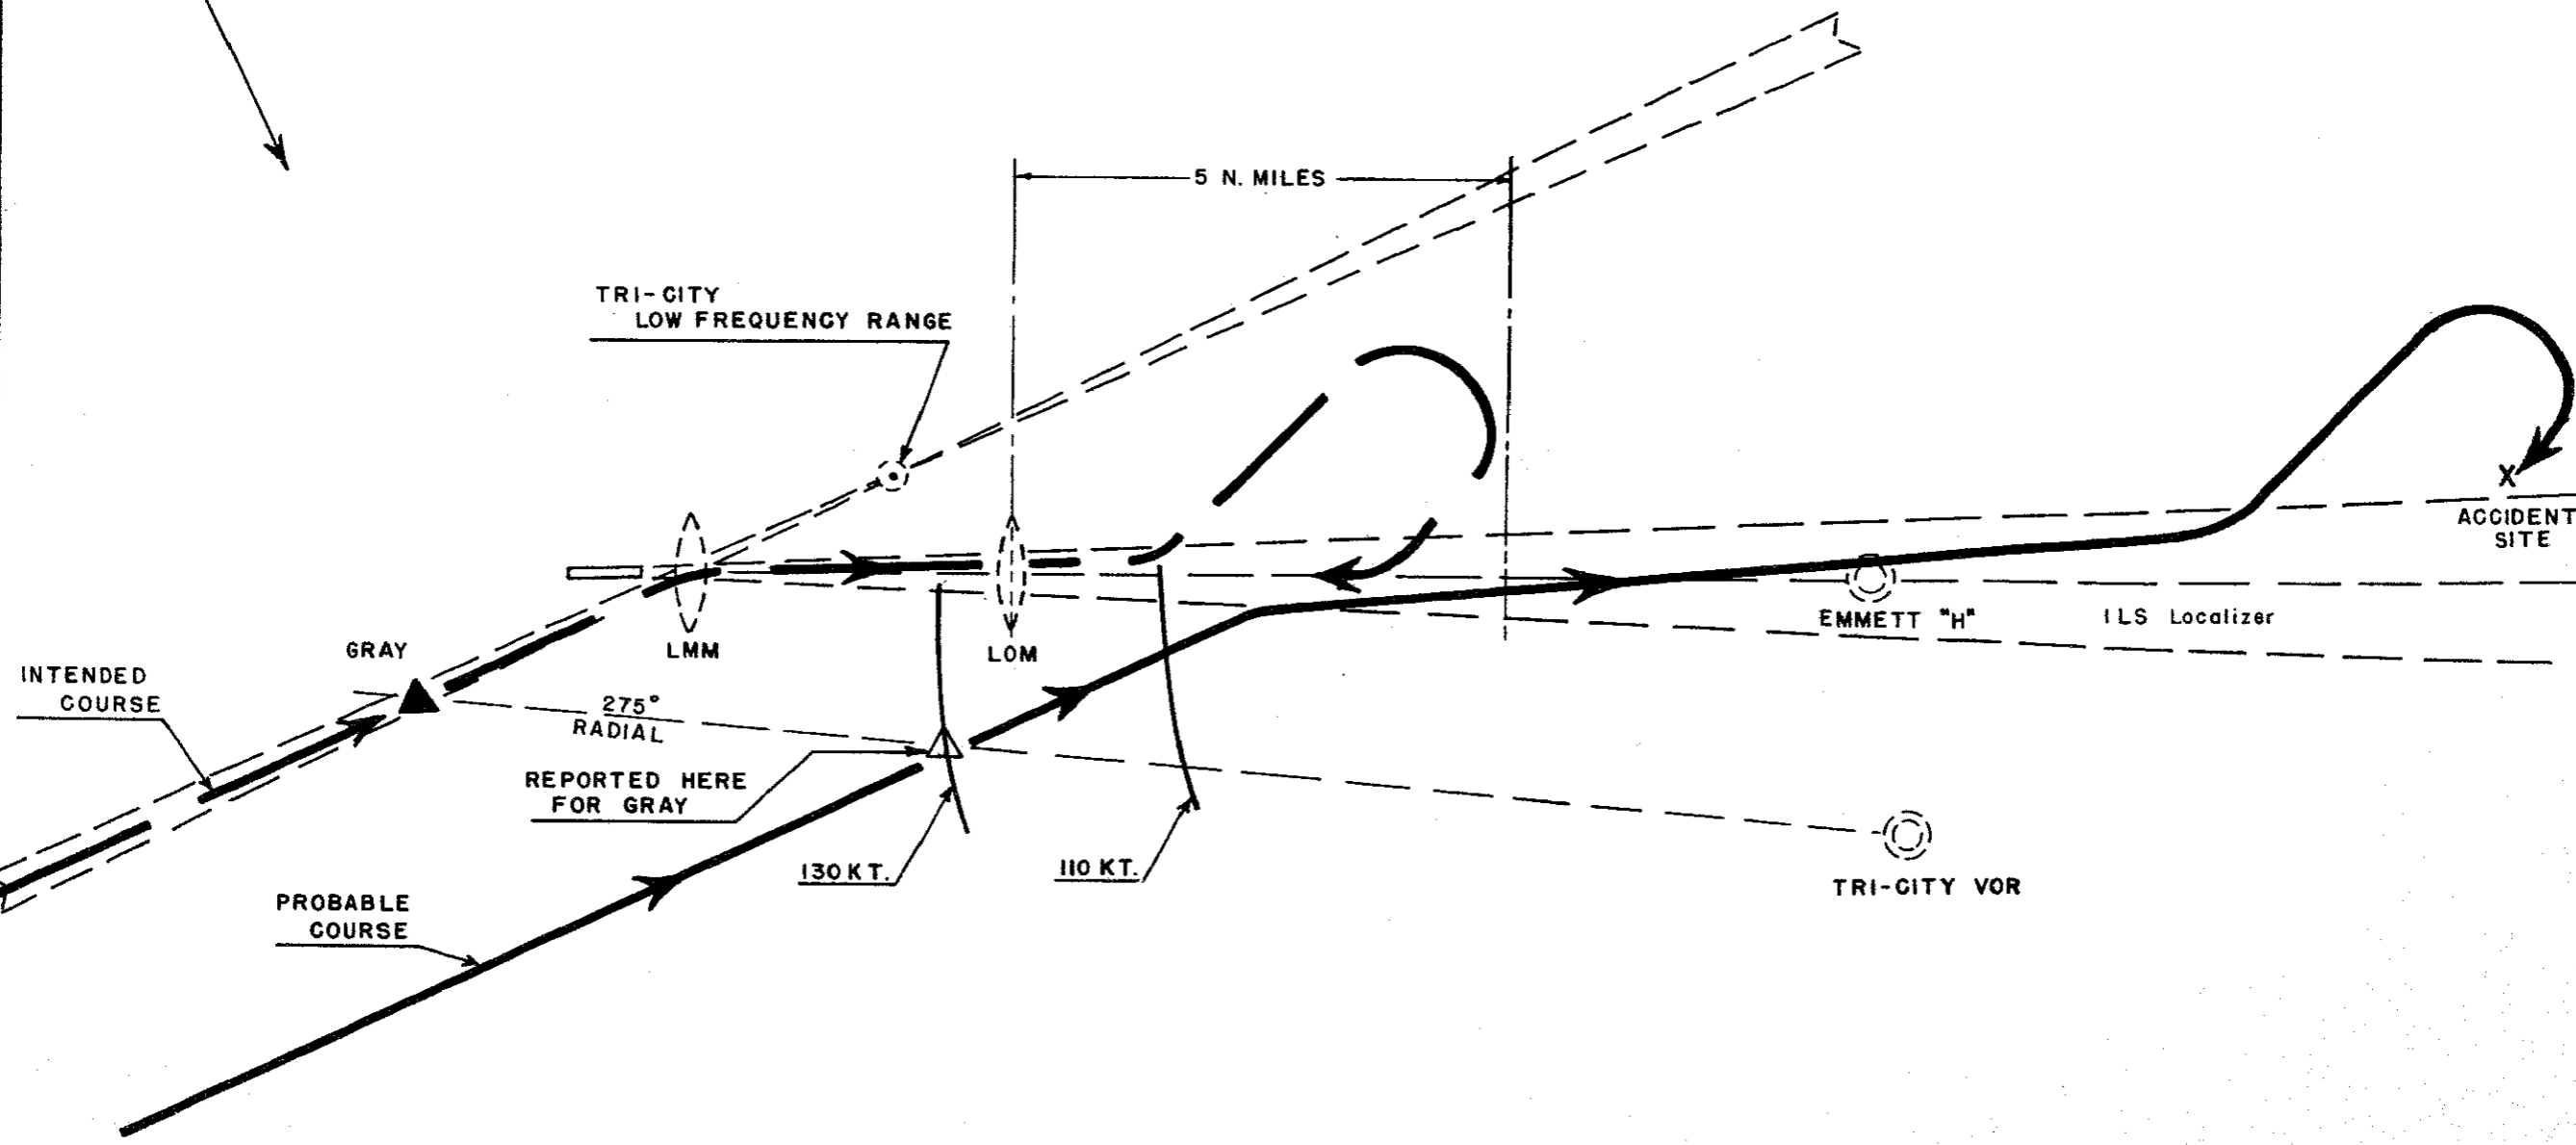 5 N. MILES
TRI-CITY
LOW FREQUENCY RANGE
ACCIDENT
SITE
EMMETT "H"
ILS Localizer
GRAY
LMM
LOM
INTENDED
COURSE
275°
RADIAL
REPORTED HERE
FOR GRAY
130 KT.
110 KT.
TRI-CITY VOR
PROBABLE
COURSE
X